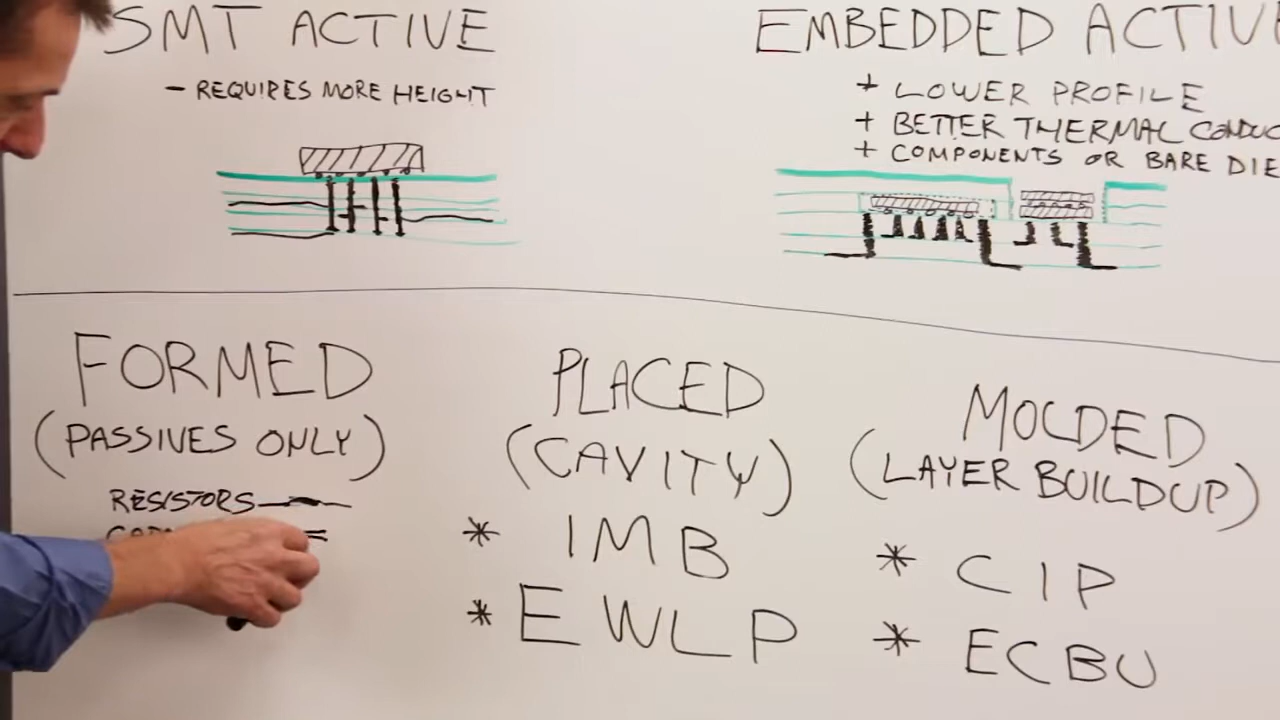 SMT ACTIVE
- REQUIRES MORE HEIGHT
EMBEDDED ACTIVE
+ LOWER PROFILE
+ BETTER THERMAL
+ COMPONENTS OR BARE DIE
FORMED
(PASSIVES ONLY)
RESISTORS
PLACED
(CAVITY)
* IMB
* EWLP
MOLDED
(LAYER BUILDUP)
* CIP
* ECBU